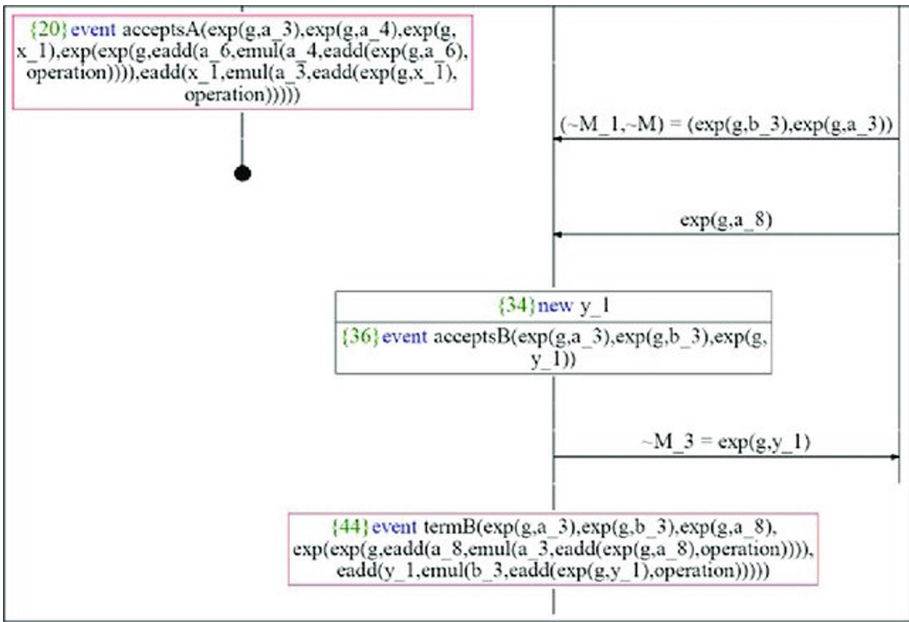 {20}event acceptsA(exp(g,a_3),exp(g,a_4),exp(g,
x_1),exp(exp(g,eadd(a_6,emul(a_4,eadd(exp(g,a_6),
operation)))),eadd(x_1,emul(a_3,eadd(exp(g,x_1),
operation)))))
(~M_1,~M) = (exp(g,b_3),exp(g,a_3))
exp(g,a_8)
{34}new y_1
{36}event acceptsB(exp(g,a_3),exp(g,b_3),exp(g,
y_1))
~M_3 = exp(g,y_1)
{44}event termB(exp(g,a_3),exp(g,b_3),exp(g,a_8),
exp(exp(g,eadd(a_8,emul(a_3,eadd(exp(g,a_8),operation)))),
eadd(y_1,emul(b_3,eadd(exp(g,y_1),operation)))))